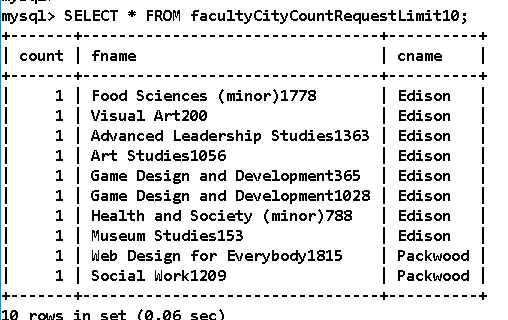 mysql> SELECT * FROM facultyCityCountRequestLimit10;
+-------+--------------------------------+----------+
| count | fname | cname |
+-------+--------------------------------+----------+
| 1 | Food Sciences (minor)1778 | Edison |
| 1 | Visual Art200 | Edison |
| 1 | Advanced Leadership Studies1363 | Edison |
| 1 | Art Studies1056 | Edison |
| 1 | Game Design and Development365 | Edison |
| 1 | Game Design and Development1028 | Edison |
| 1 | Health and Society (minor)788 | Edison |
| 1 | Museum Studies153 | Edison |
| 1 | Web Design for Everybody1815 | Packwood |
| 1 | Social Work1209 | Packwood |
+-------+--------------------------------+----------+
10 rows in set (0.06 sec)